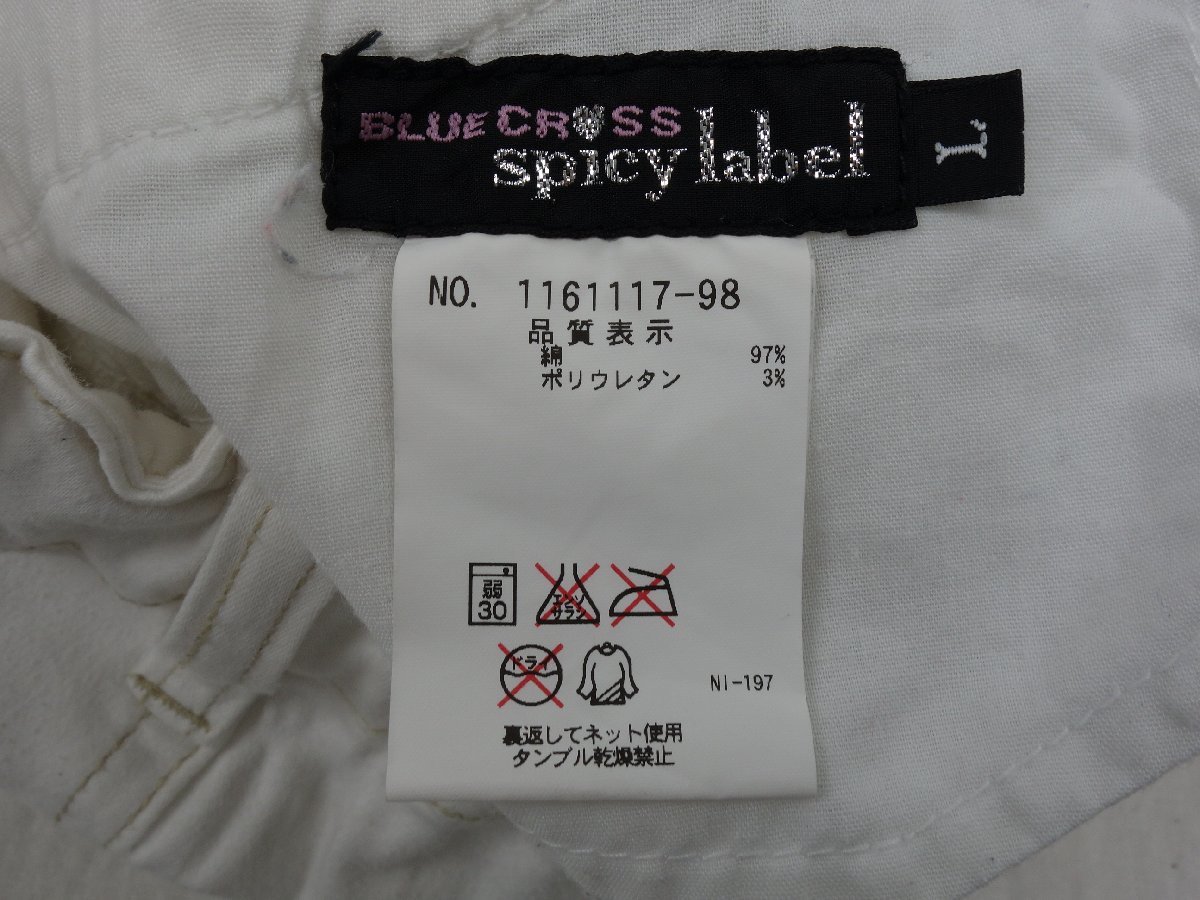 BLUE CROSS
spicy label
L
NO. 1161117-98
品質表示
綿 97%
ポリウレタン 3%
弱
30
エンソ
サラシ
ドライ
NI-197
裏返してネット使用
タンブル乾燥禁止